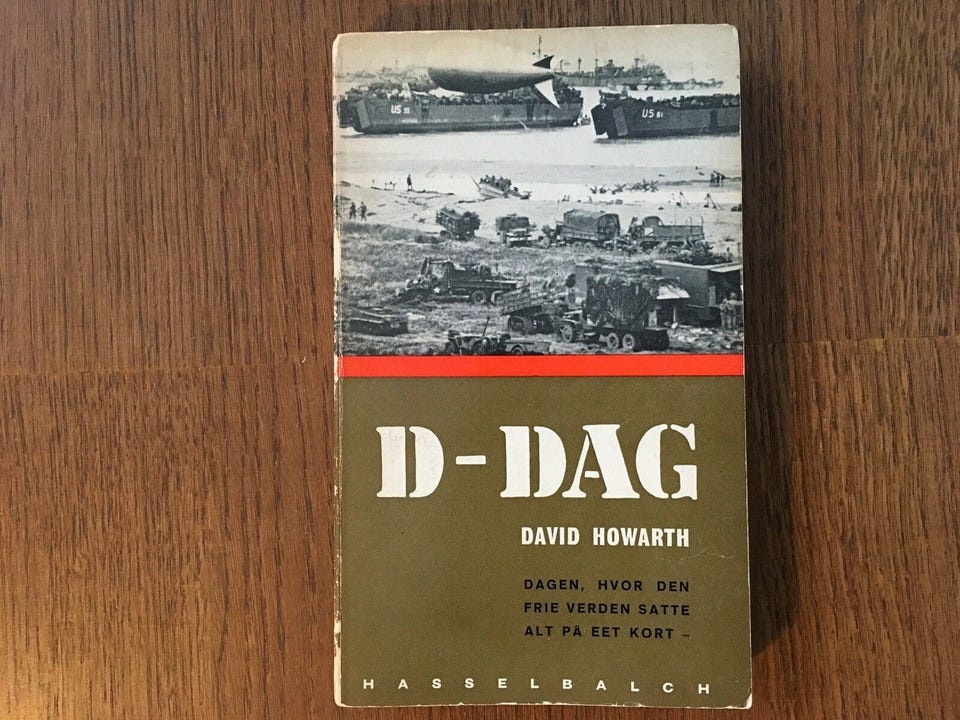 US 55
US 61
D-DAG
DAVID HOWARTH
DAGEN, HVOR DEN
FRIE VERDEN SATTE
ALT PÅ EET KORT –
HASSELBALCH